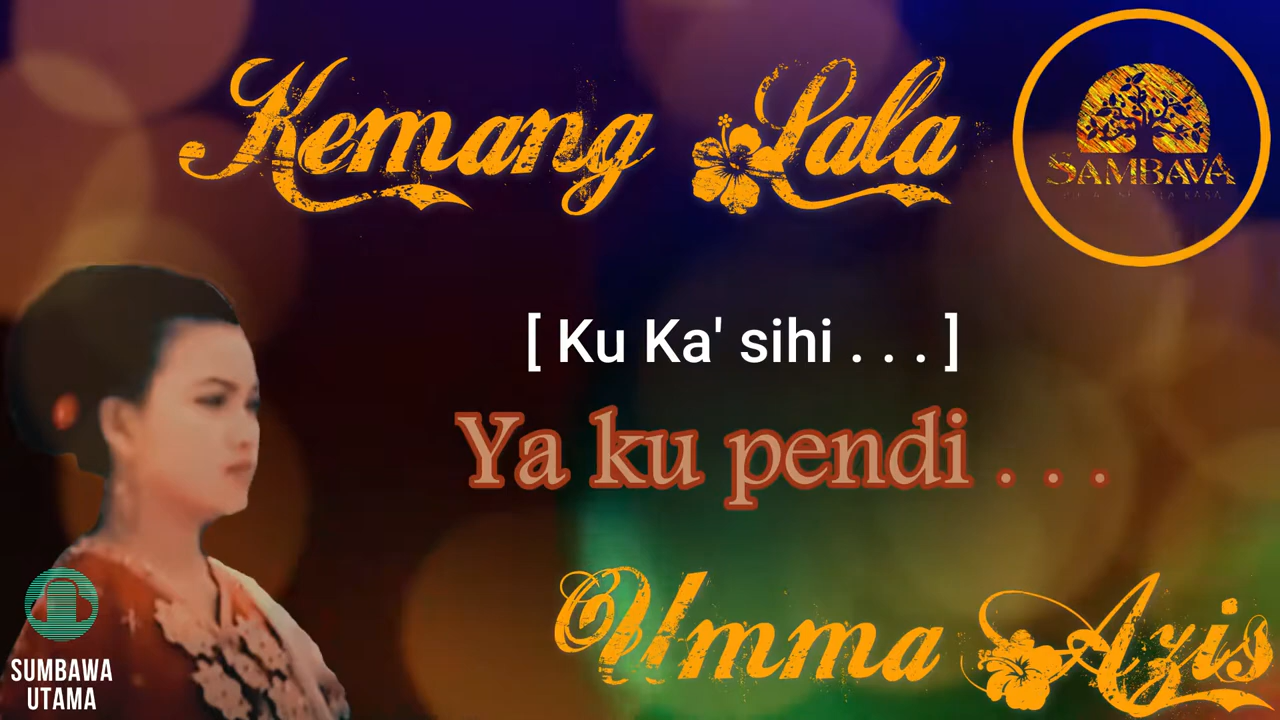 Kemang Lala
SAMBAVA
[ Ku Ka' sihi . . . ]
Ya ku pendi . . .
Umma Azis
SUMBAWA
UTAMA